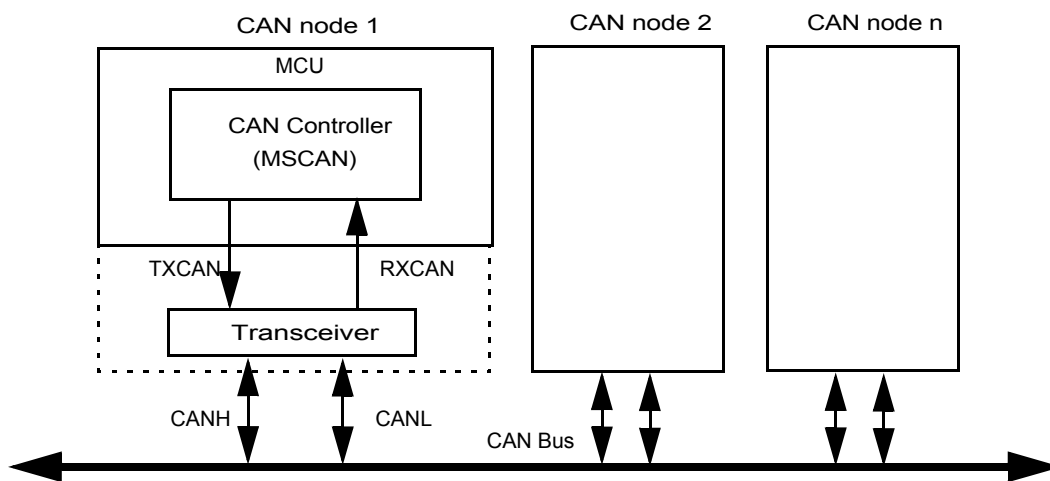 CAN node 1
CAN node 2
CAN node n
MCU
CAN Controller
(MSCAN)
TXCAN
RXCAN
Transceiver
CANH
CANL
CAN Bus